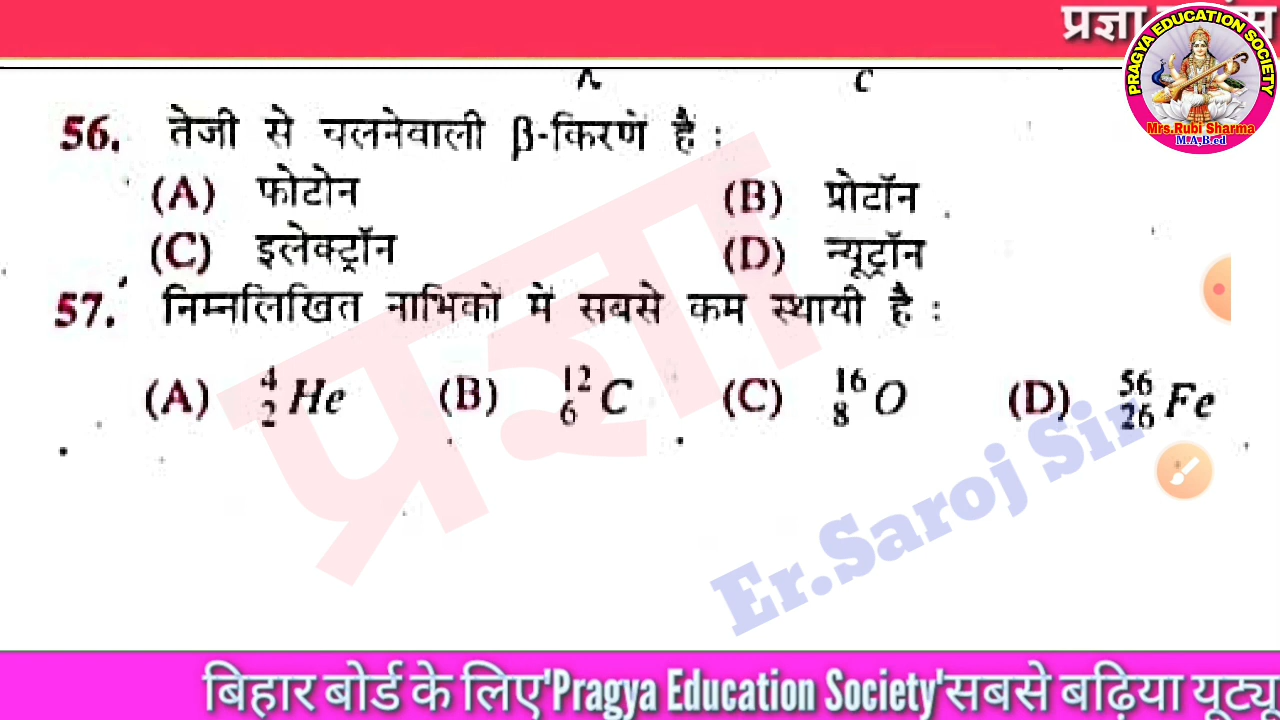 प्रज्ञा
PRAGYA EDUCATION SOCIETY
Mrs.Rubi Sharma
M.A,B.ed
56. तेजी से चलनेवाली β-किरणें हैं :
(A) फोटोन (B) प्रोटॉन
(C) इलेक्ट्रॉन (D) न्यूट्रॉन
57. निम्नलिखित नाभिकों में सबसे कम स्थायी है :
(A) ⁴₂He (B) ¹²₆C (C) ¹⁶₈O (D) ⁵⁶₂₆Fe
प्रज्ञा
Er.Saroj Sir
बिहार बोर्ड के लिए'Pragya Education Society'सबसे बढिया यूट्यू